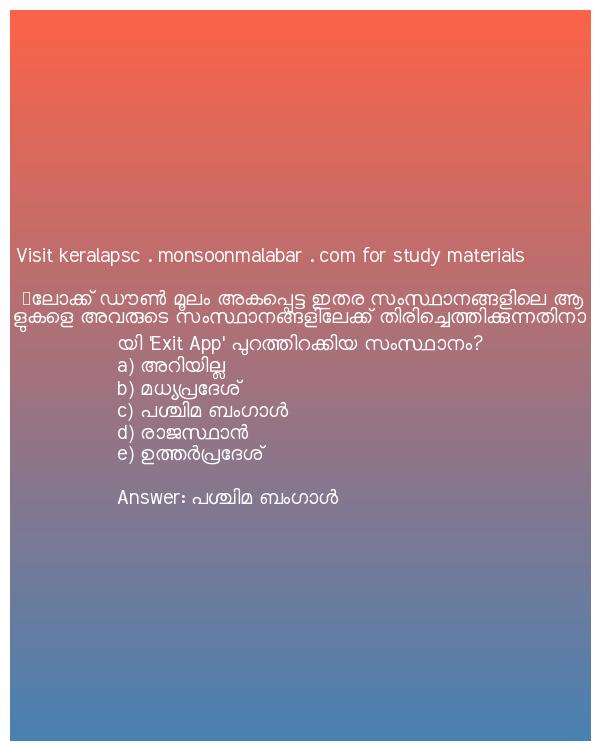 Visit keralapsc . monsoonmalabar . com for study materials
ലോക്ക് ഡൗൺ മൂലം അകപ്പെട്ട ഇതര സംസ്ഥാനങ്ങളിലെ ആ
ളുകളെ അവരുടെ സംസ്ഥാനങ്ങളിലേക്ക് തിരിച്ചെത്തിക്കുന്നതിനാ
യി 'Exit App' പുറത്തിറക്കിയ സംസ്ഥാനം?
a) അറിയില്ല
b) മധ്യപ്രദേശ്
c) പശ്ചിമ ബംഗാൾ
d) രാജസ്ഥാൻ
e) ഉത്തർപ്രദേശ്
Answer: പശ്ചിമ ബംഗാൾ